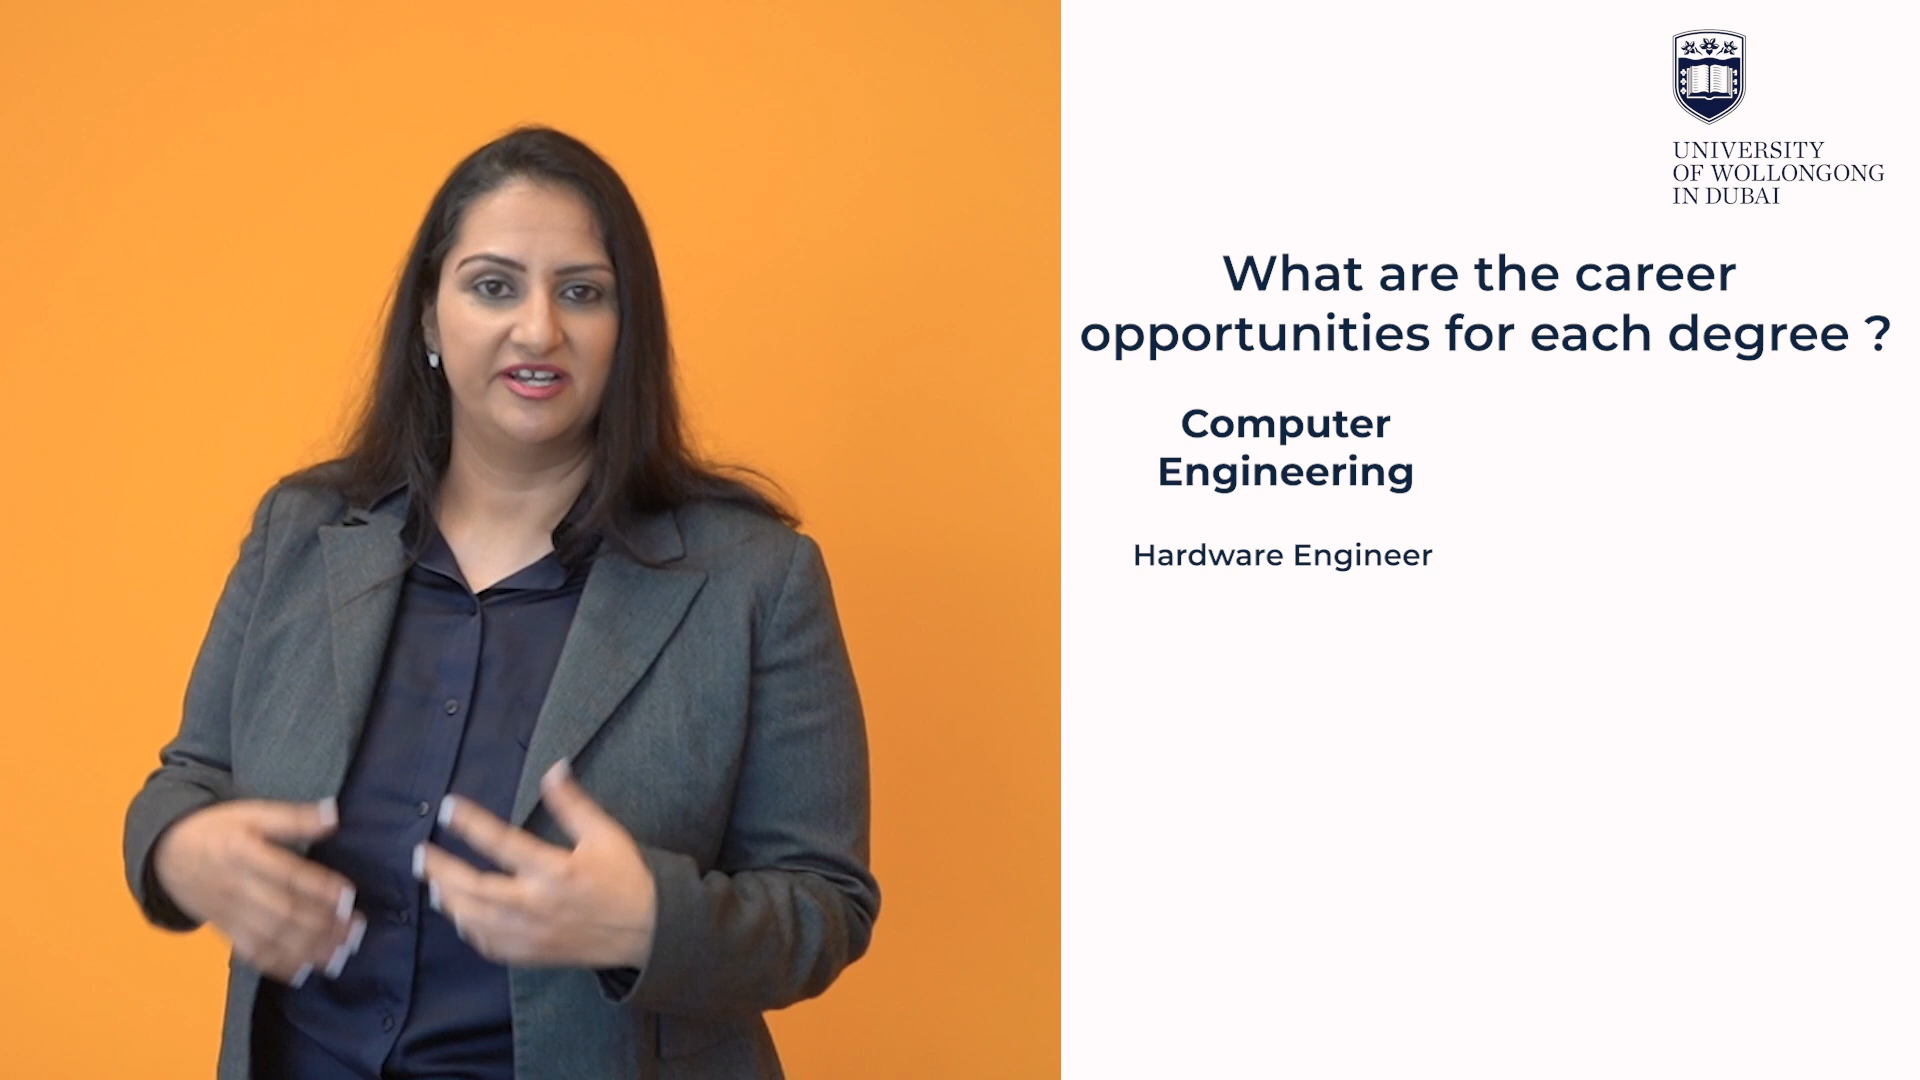 UNIVERSITY
OF WOLLONGONG
IN DUBAI
What are the career
opportunities for each degree ?
Computer
Engineering
Hardware Engineer